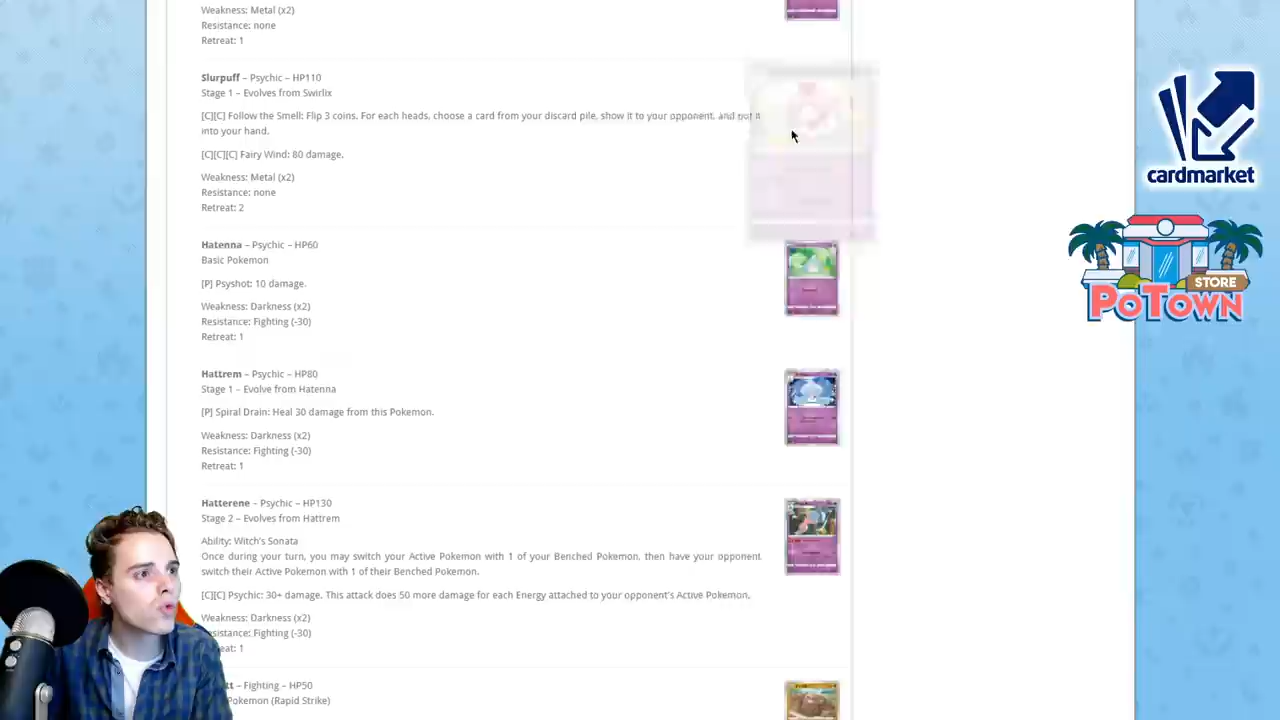 Weakness: Metal (x2)
Resistance: none
Retreat: 1
Slurpuff – Psychic – HP110
Stage 1 – Evolves from Swirlix
[C][C] Follow the Smell: Flip 3 coins. For each heads, choose a card from your discard pile, show it to your opponent, and put it
into your hand.
[C][C][C] Fairy Wind: 80 damage.
Weakness: Metal (x2)
Resistance: none
Retreat: 2
Hatenna – Psychic – HP60
Basic Pokemon
[P] Psyshot: 10 damage.
Weakness: Darkness (x2)
Resistance: Fighting (-30)
Retreat: 1
Hattrem – Psychic – HP80
Stage 1 – Evolve from Hatenna
[P] Spiral Drain: Heal 30 damage from this Pokemon.
Weakness: Darkness (x2)
Resistance: Fighting (-30)
Retreat: 1
Hatterene – Psychic – HP130
Stage 2 – Evolves from Hattrem
Ability: Witch's Sonata
Once during your turn, you may switch your Active Pokemon with 1 of your Benched Pokemon, then have your opponent
switch their Active Pokemon with 1 of their Benched Pokemon.
[C][C] Psychic: 30+ damage. This attack does 50 more damage for each Energy attached to your opponent's Active Pokemon.
Weakness: Darkness (x2)
esistance: Fighting (-30)
eat: 1
tt – Fighting – HP50
Pokemon (Rapid Strike)
cardmarket
STORE
POTOWN